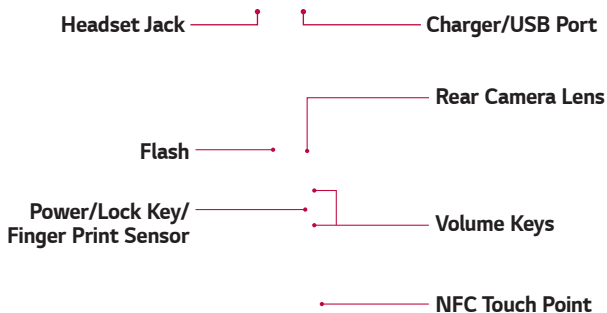 Headset Jack
Charger/USB Port
Rear Camera Lens
Flash
Power/Lock Key/
Finger Print Sensor
Volume Keys
NFC Touch Point